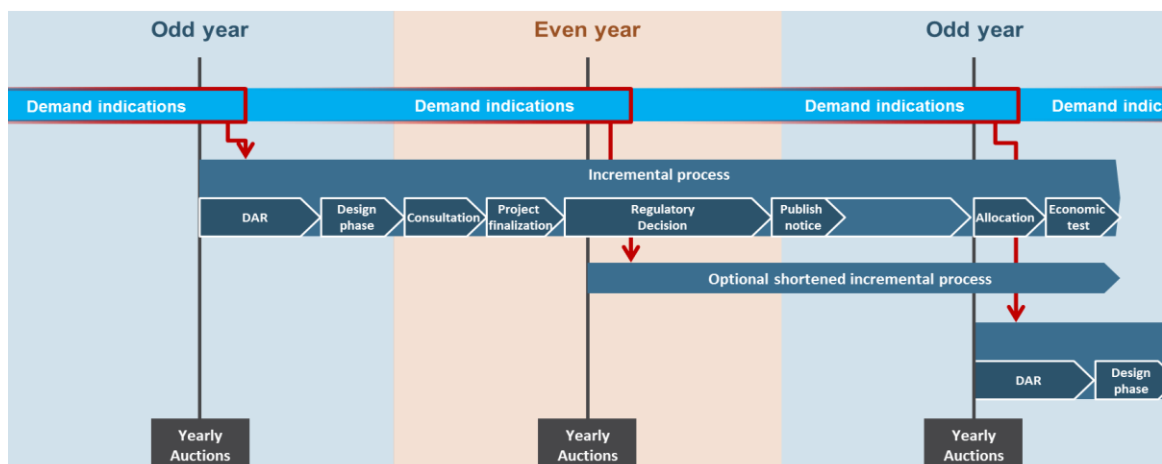 Odd year
Even year
Odd year
Demand indications
Demand indications
Demand indications
Demand indic
Incremental process
DAR
Design
phase
Consultation
Project
finalization
Regulatory
Decision
Publish
notice
Allocation
Economic
test
Optional shortened incremental process
DAR
Design
phase
Yearly
Auctions
Yearly
Auctions
Yearly
Auctions